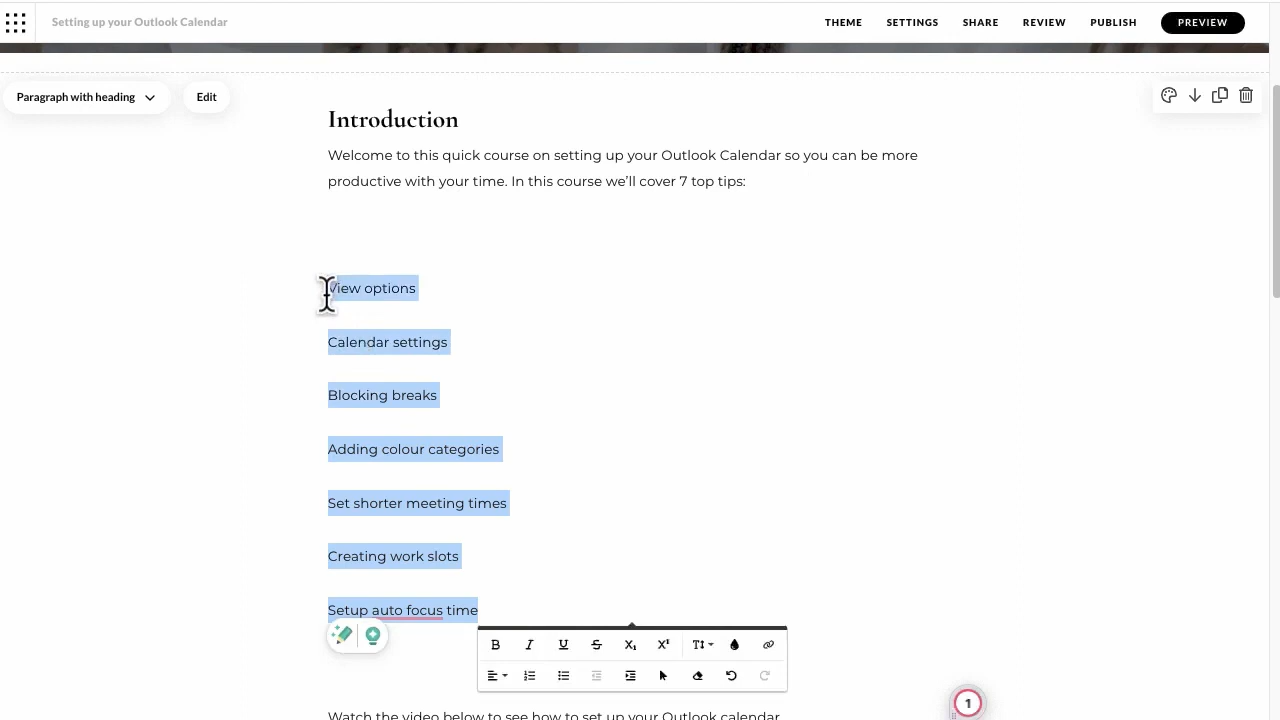 Setting up your Outlook Calendar
THEME SETTINGS SHARE REVIEW PUBLISH PREVIEW
Paragraph with heading Edit
Introduction
Welcome to this quick course on setting up your Outlook Calendar so you can be more
productive with your time. In this course we’ll cover 7 top tips:
View options
Calendar settings
Blocking breaks
Adding colour categories
Set shorter meeting times
Creating work slots
Setup auto focus time
Watch the video below to see how to set up your Outlook calendar
1